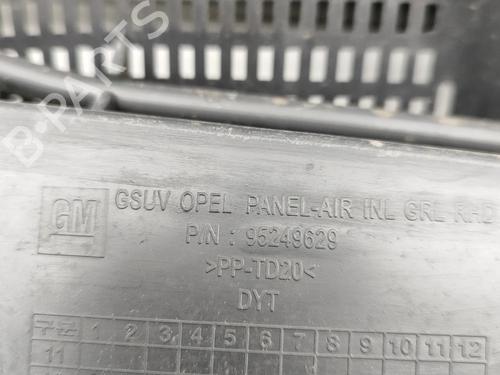 B-PARTS
GM
GSUV OPEL PANEL-AIR INL GRL RHD
P/N : 95249629
>PP-TD20<
DYT
1 2 3 4 5 6 7 8 9 10 11 12
11